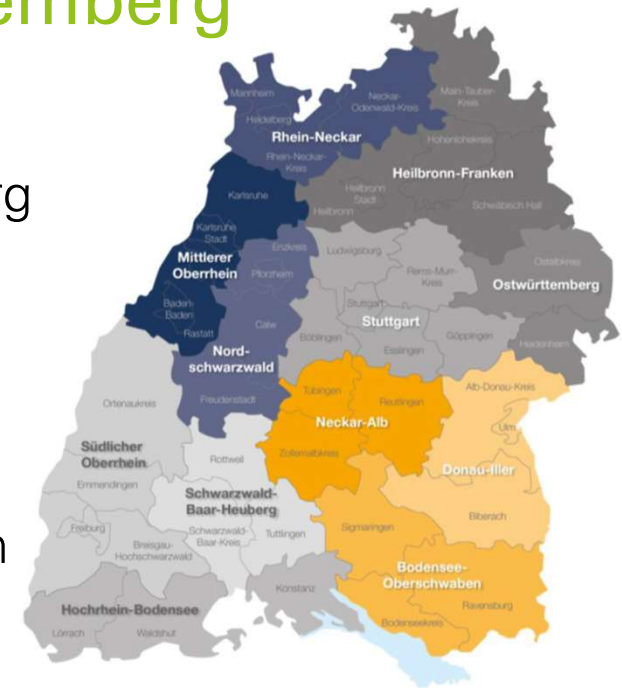 emberg
rg
n
Mannheim
Heidelberg
Neckar-
Odenwald-Kreis
Rhein-Neckar
Rhein-Neckar-
Kreis
Main-Tauber-
Kreis
Hohenlohekreis
Heilbronn-Franken
Heilbronn
Stadt
Heilbronn
Schwäbisch Hall
Karlsruhe
Karlsruhe
Stadt
Mittlerer
Oberrhein
Baden-
Baden
Rastatt
Enzkreis
Pforzheim
Calw
Nord-
schwarzwald
Freudenstadt
Ludwigsburg
Rems-Murr-
Kreis
Stuttgart
Stuttgart
Böblingen
Esslingen
Göppingen
Ostalbkreis
Ostwürttemberg
Heidenheim
Ortenaukreis
Südlicher
Oberrhein
Emmendingen
Freiburg
Breisgau-
Hochschwarzwald
Rottweil
Schwarzwald-
Baar-Heuberg
Schwarzwald-
Baar-Kreis
Tuttlingen
Tübingen
Reutlingen
Neckar-Alb
Zollernalbkreis
Alb-Donau-Kreis
Ulm
Donau-Iller
Biberach
Sigmaringen
Bodensee-
Oberschwaben
Ravensburg
Bodenseekreis
Konstanz
Hochrhein-Bodensee
Lörrach
Waldshut